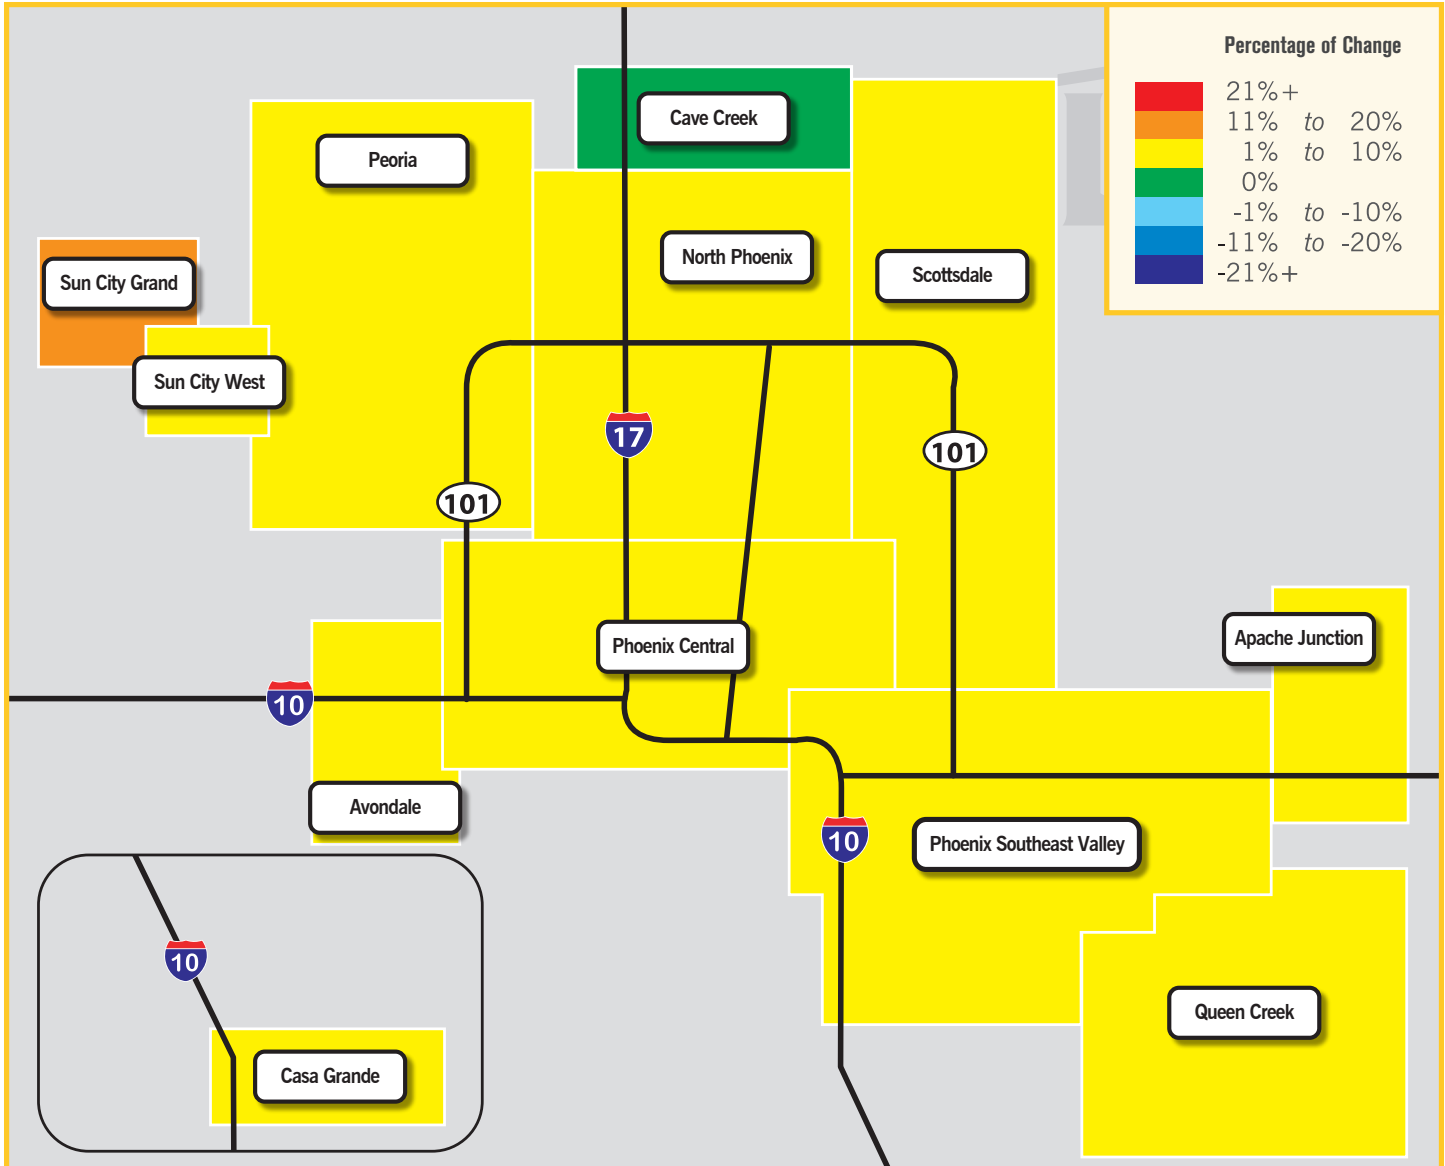 Percentage of Change
21%+
11% to 20%
1% to 10%
0%
-1% to -10%
-11% to -20%
-21%+
Cave Creek
Peoria
North Phoenix
Scottsdale
Sun City Grand
Sun City West
17
101
101
Phoenix Central
Apache Junction
10
Avondale
10
Phoenix Southeast Valley
10
Queen Creek
Casa Grande